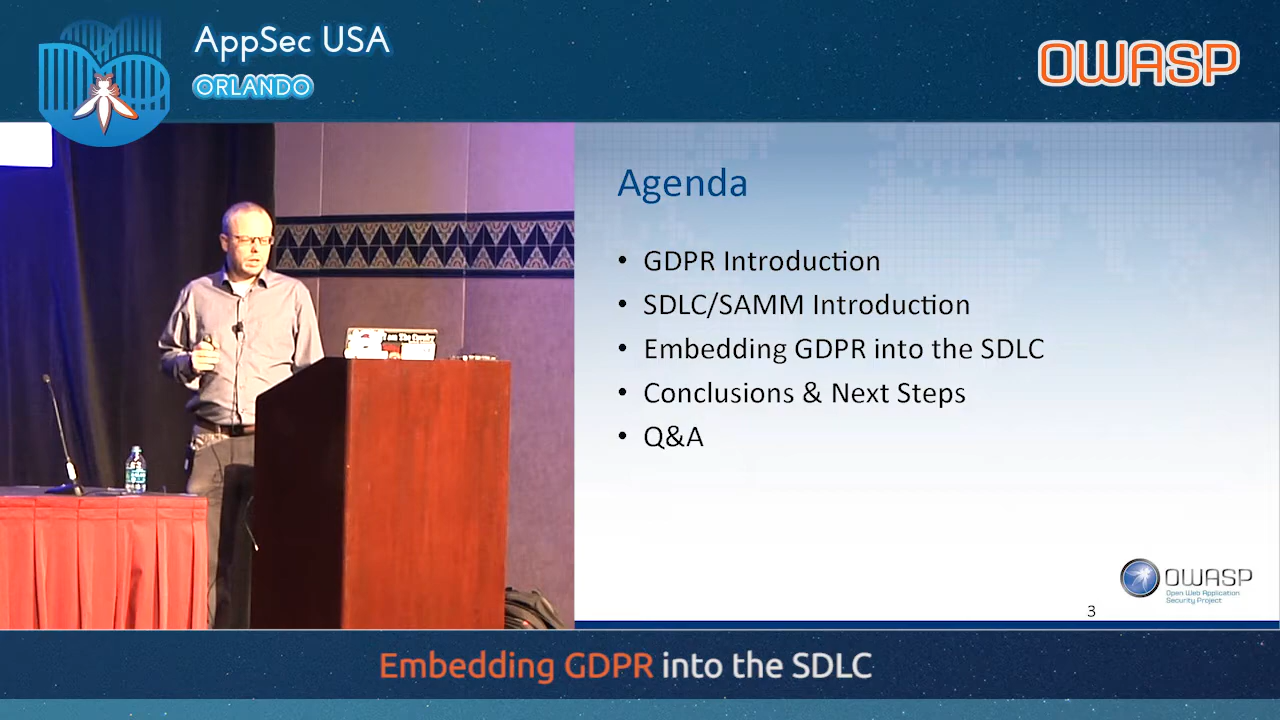 AppSec USA
ORLANDO
OWASP
Agenda
• GDPR Introduction
• SDLC/SAMM Introduction
• Embedding GDPR into the SDLC
• Conclusions & Next Steps
• Q&A
OWASP
Open Web Application
Security Project
3
Embedding GDPR into the SDLC